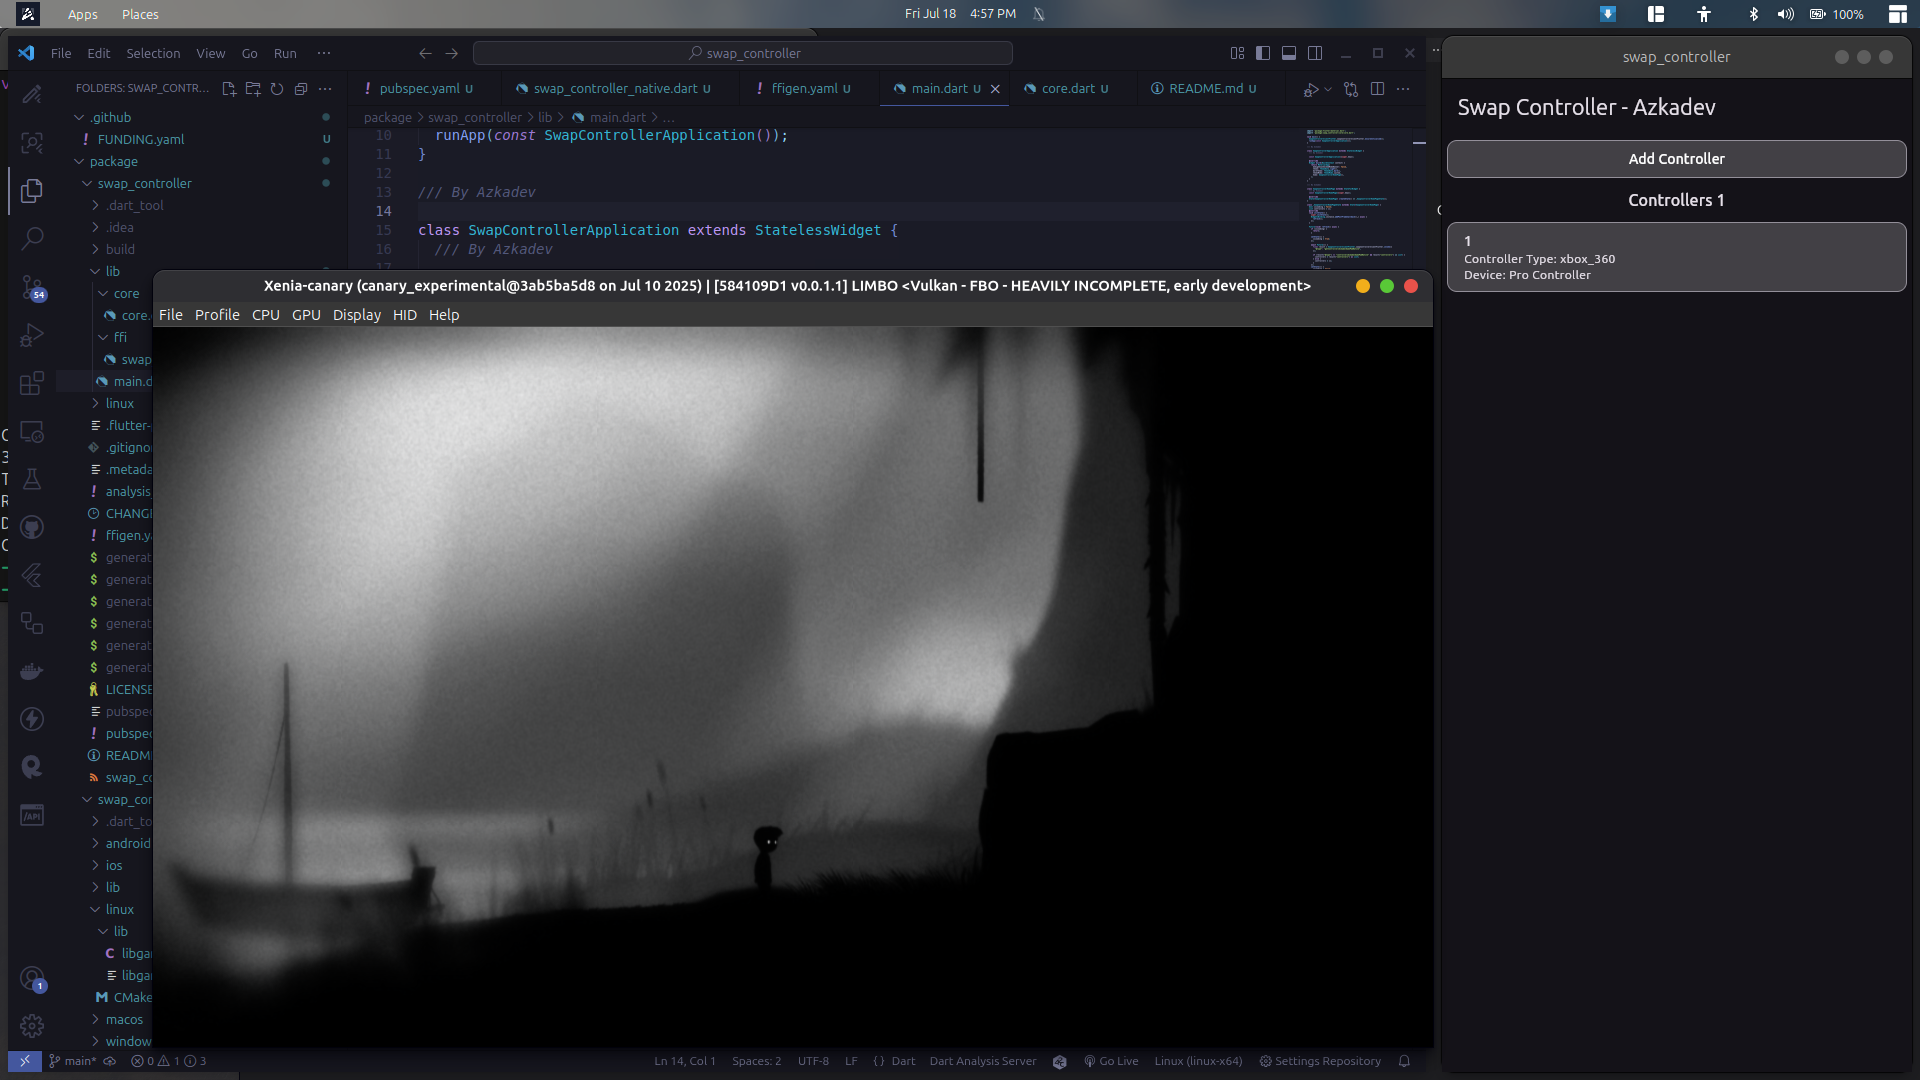 Apps Places
Fri Jul 18 4:57 PM
100%
File Edit Selection View Go Run ···
swap_controller
FOLDERS: SWAP_CONTR...
.github
FUNDING.yaml U
package
swap_controller
.dart_tool
.idea
build
lib
core
core.
ffi
swap
main.d
linux
.flutter-
.gitigno
.metada
analysis
CHANG
ffigen.y
generat
generat
generat
generat
generat
generat
LICENSE
pubspec
pubspec
READM
swap_co
swap_cor
.dart_to
android
ios
lib
linux
lib
libga
libga
CMake
macos
window
54
1
pubspec.yaml U
swap_controller_native.dart U
ffigen.yaml U
main.dart U
core.dart U
README.md U
package > swap_controller > lib > main.dart > ...
10 runApp(const SwapControllerApplication());
11 }
12
13 /// By Azkadev
14
15 class SwapControllerApplication extends StatelessWidget {
16 /// By Azkadev
17
Xenia-canary (canary_experimental@3ab5ba5d8 on Jul 10 2025) | [584109D1 v0.0.1.1] LIMBO <Vulkan - FBO - HEAVILY INCOMPLETE, early development>
File Profile CPU GPU Display HID Help
main* 0 1 3
Ln 14, Col 1 Spaces: 2 UTF-8 LF {} Dart Dart Analysis Server Go Live Linux (linux-x64) Settings Repository
swap_controller
Swap Controller - Azkadev
Add Controller
Controllers 1
1
Controller Type: xbox_360
Device: Pro Controller